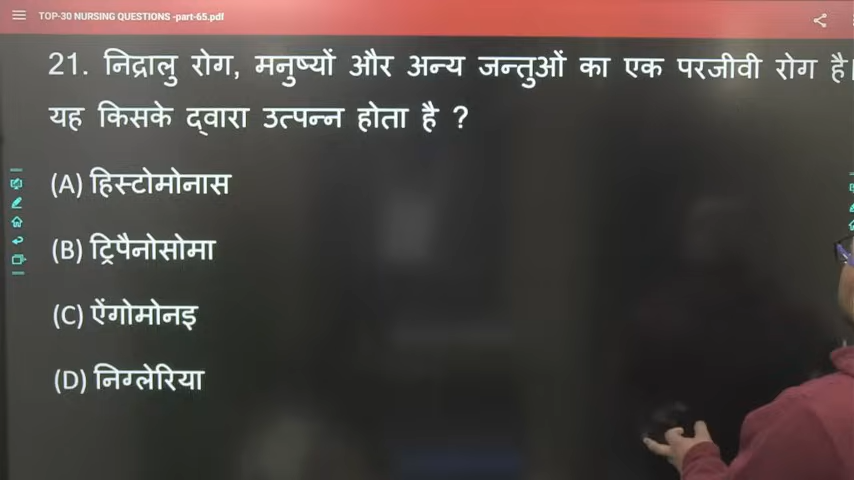 TOP-30 NURSING QUESTIONS -part-65.pdf
21. निद्रालु रोग, मनुष्यों और अन्य जन्तुओं का एक परजीवी रोग है।
यह किसके द्वारा उत्पन्न होता है ?
(A) हिस्टोमोनास
(B) ट्रिपैनोसोमा
(C) ऐंगोमोनइ
(D) निग्लेरिया